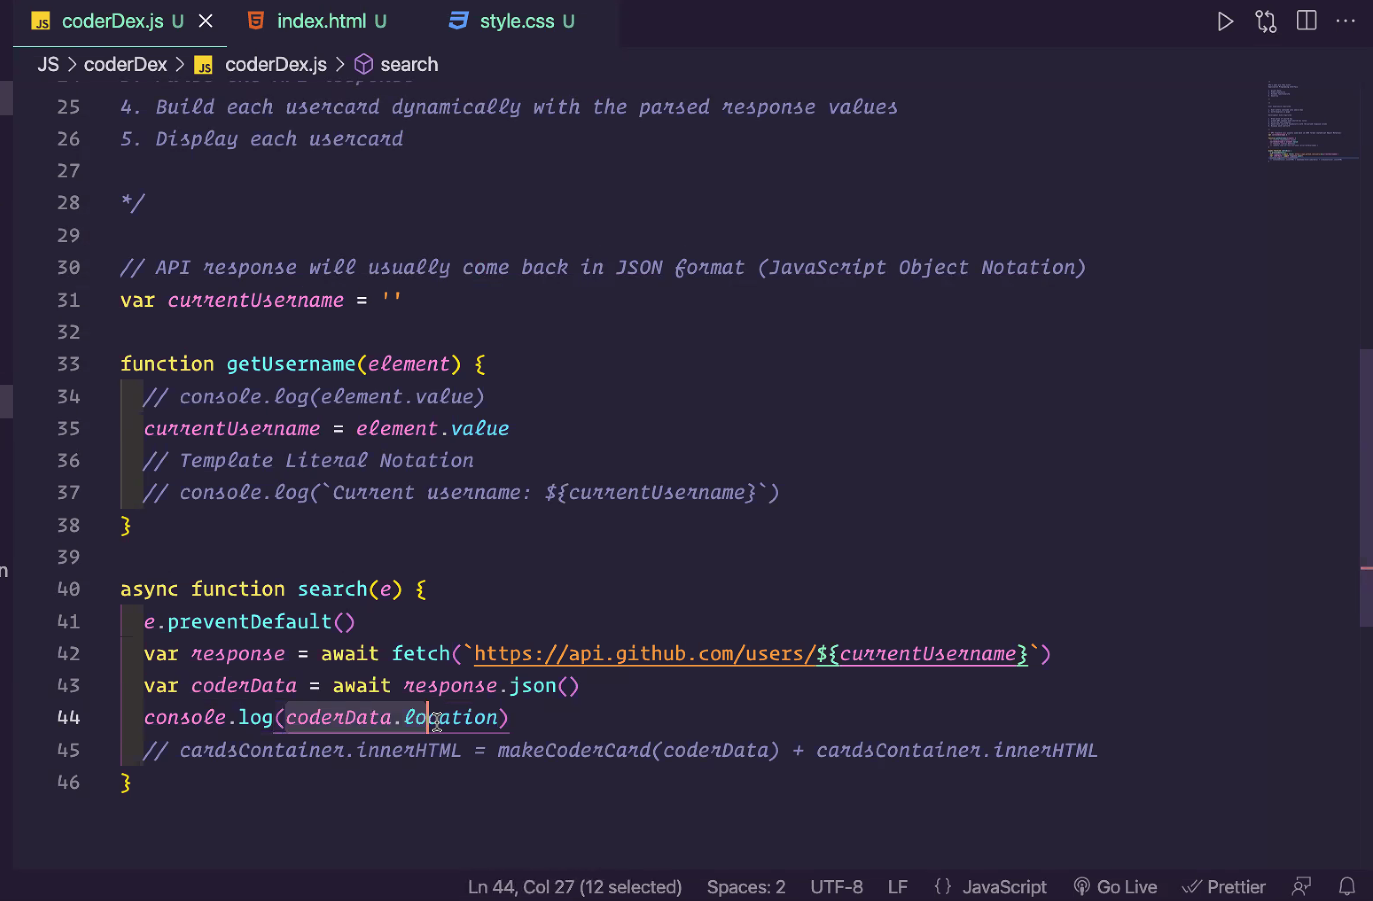 JS coderDex.js U
index.html U
style.css U
JS > coderDex > JS coderDex.js > search
25 4. Build each usercard dynamically with the parsed response values
26 5. Display each usercard
27
28 */
29
30 // API response will usually come back in JSON format (JavaScript Object Notation)
31 var currentUsername = ''
32
33 function getUsername(element) {
34 // console.log(element.value)
35 currentUsername = element.value
36 // Template Literal Notation
37 // console.log(`Current username: ${currentUsername}`)
38 }
39
40 async function search(e) {
41 e.preventDefault()
42 var response = await fetch(`https://api.github.com/users/${currentUsername}`)
43 var coderData = await response.json()
44 console.log(coderData.location)
45 // cardsContainer.innerHTML = makeCoderCard(coderData) + cardsContainer.innerHTML
46 }
n
Ln 44, Col 27 (12 selected) Spaces: 2 UTF-8 LF {} JavaScript Go Live Prettier